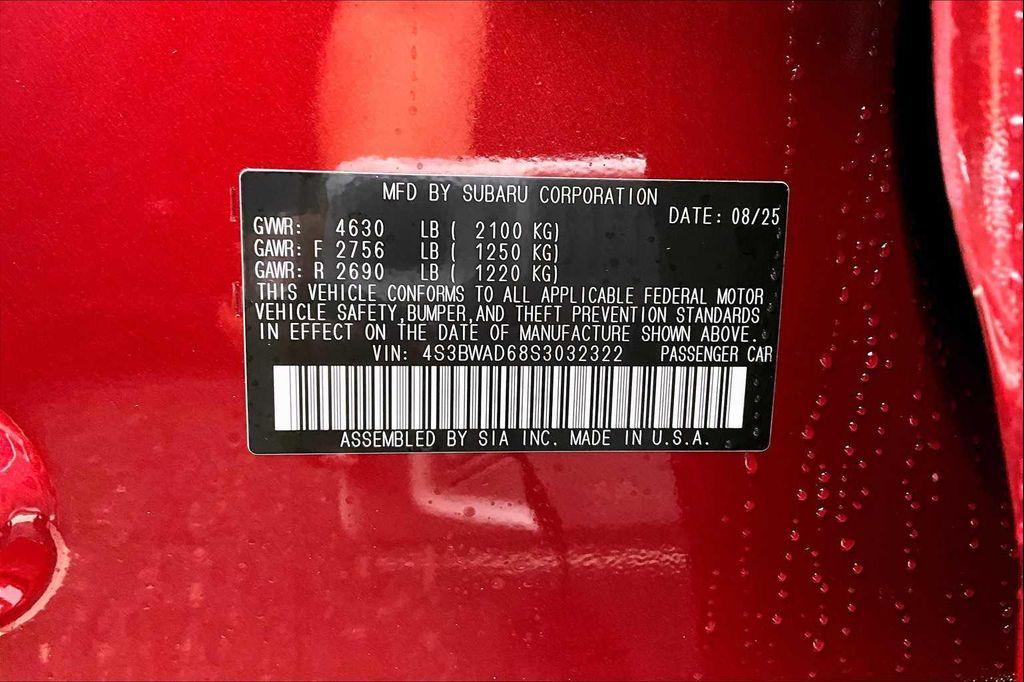 MFD BY SUBARU CORPORATION
DATE: 08/25
GVWR: 4630 LB ( 2100 KG)
GAWR: F 2756 LB ( 1250 KG)
GAWR: R 2690 LB ( 1220 KG)
THIS VEHICLE CONFORMS TO ALL APPLICABLE FEDERAL MOTOR
VEHICLE SAFETY,BUMPER,AND THEFT PREVENTION STANDARDS
IN EFFECT ON THE DATE OF MANUFACTURE SHOWN ABOVE.
VIN: 4S3BWAD68S3032322 PASSENGER CAR
ASSEMBLED BY SIA INC. MADE IN U.S.A.